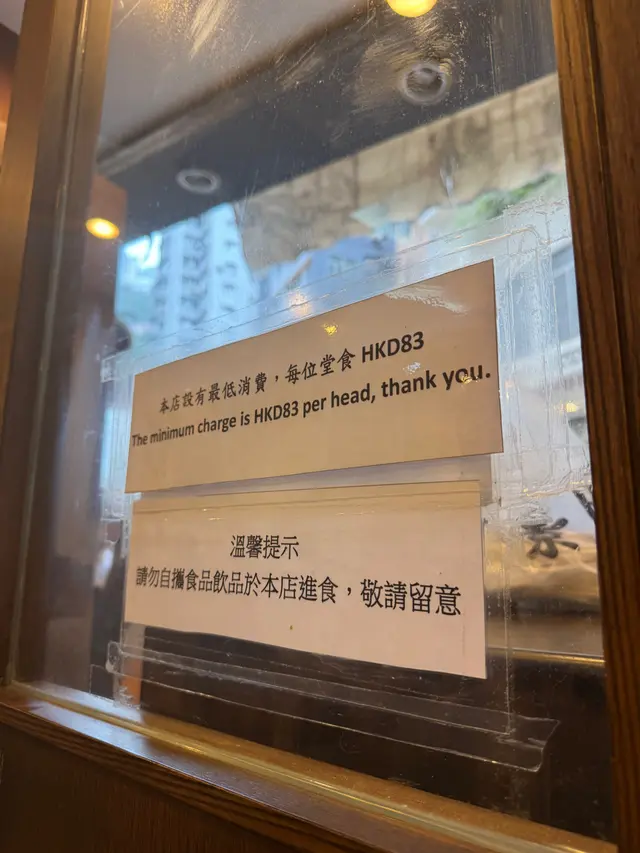 本店設有最低消費，每位堂食 HKD83
The minimum charge is HKD83 per head, thank you.
溫馨提示
請勿自攜食品飲品於本店進食，敬請留意